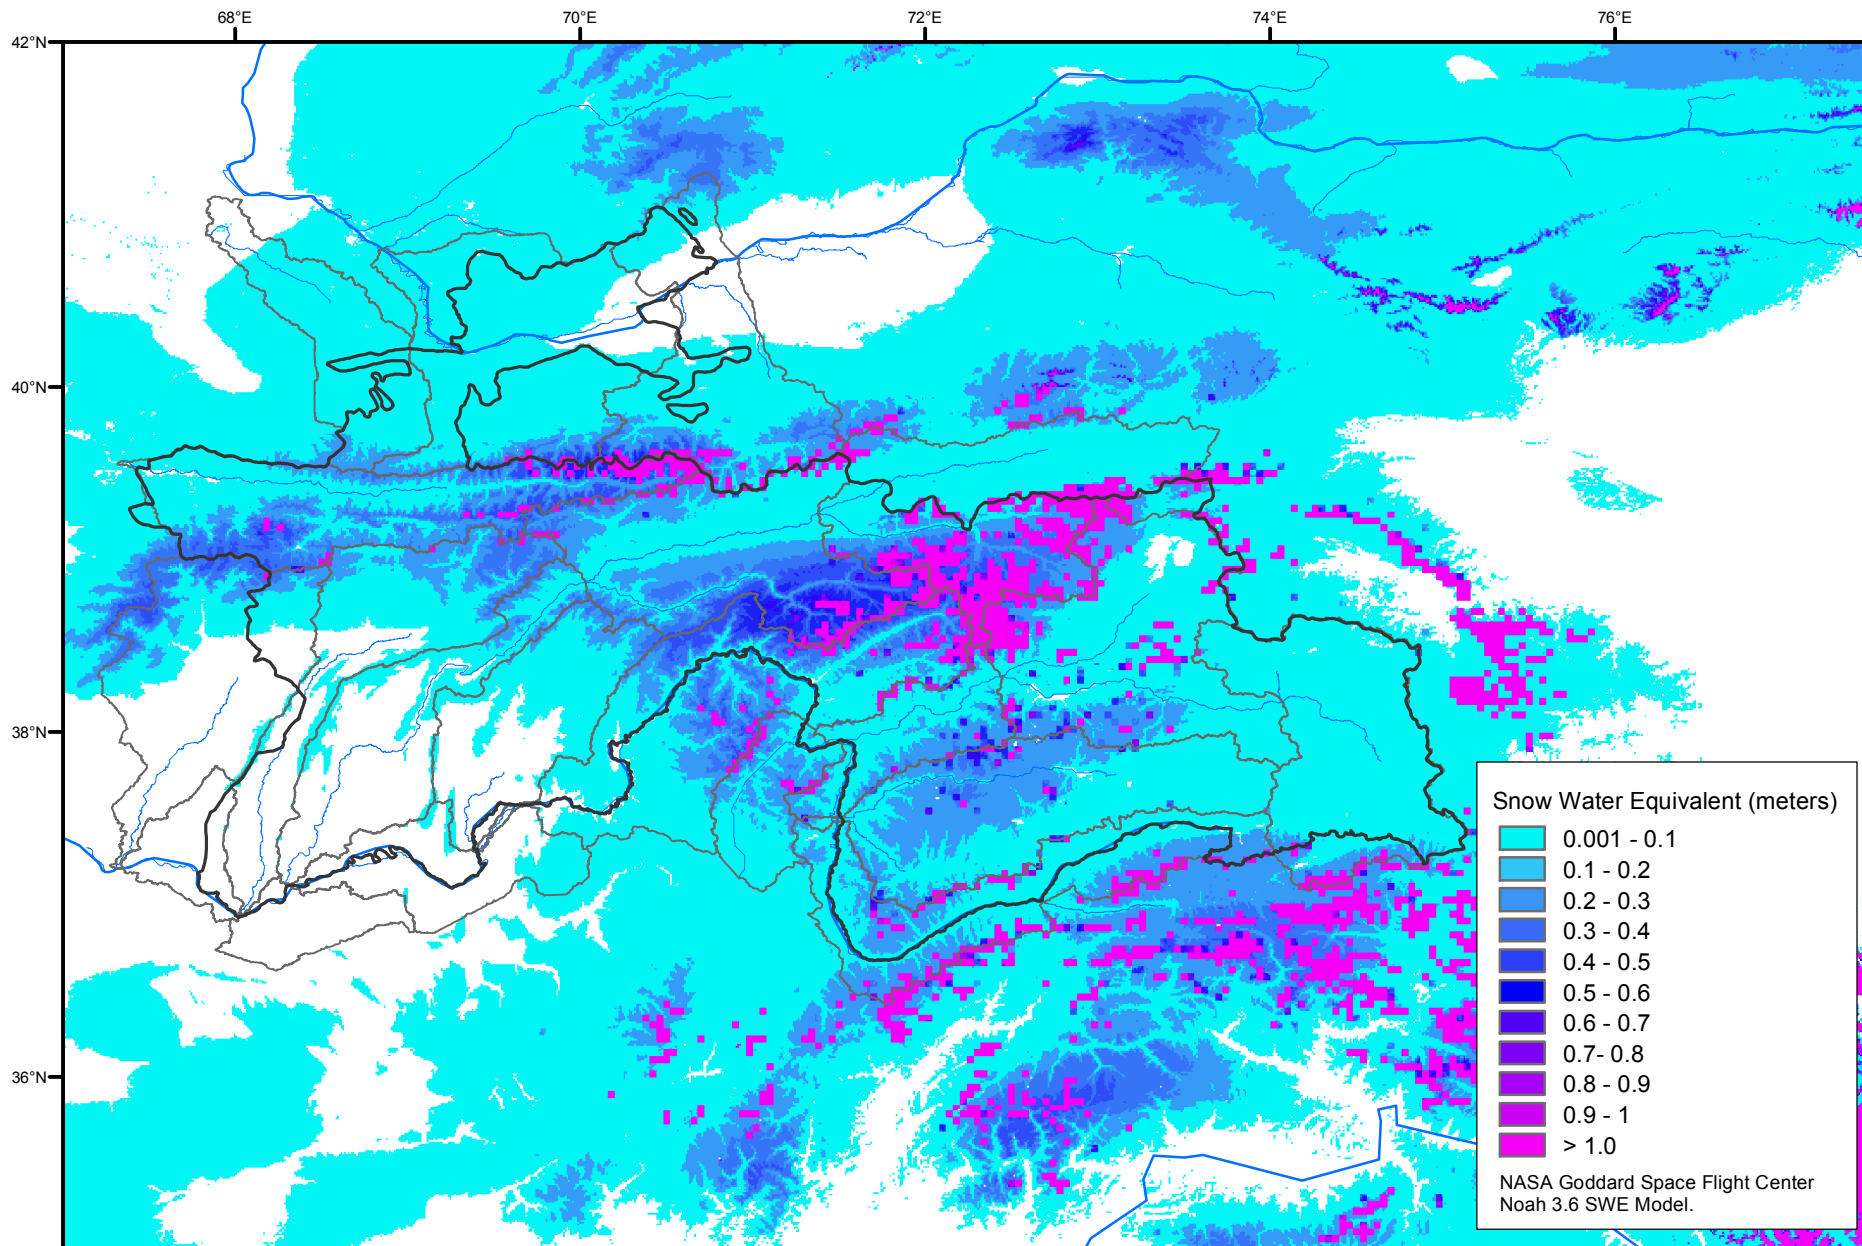 68°E 70°E 72°E 74°E 76°E
42°N
40°N
38°N
36°N
Snow Water Equivalent (meters)
0.001 - 0.1
0.1 - 0.2
0.2 - 0.3
0.3 - 0.4
0.4 - 0.5
0.5 - 0.6
0.6 - 0.7
0.7- 0.8
0.8 - 0.9
0.9 - 1
> 1.0
NASA Goddard Space Flight Center
Noah 3.6 SWE Model.